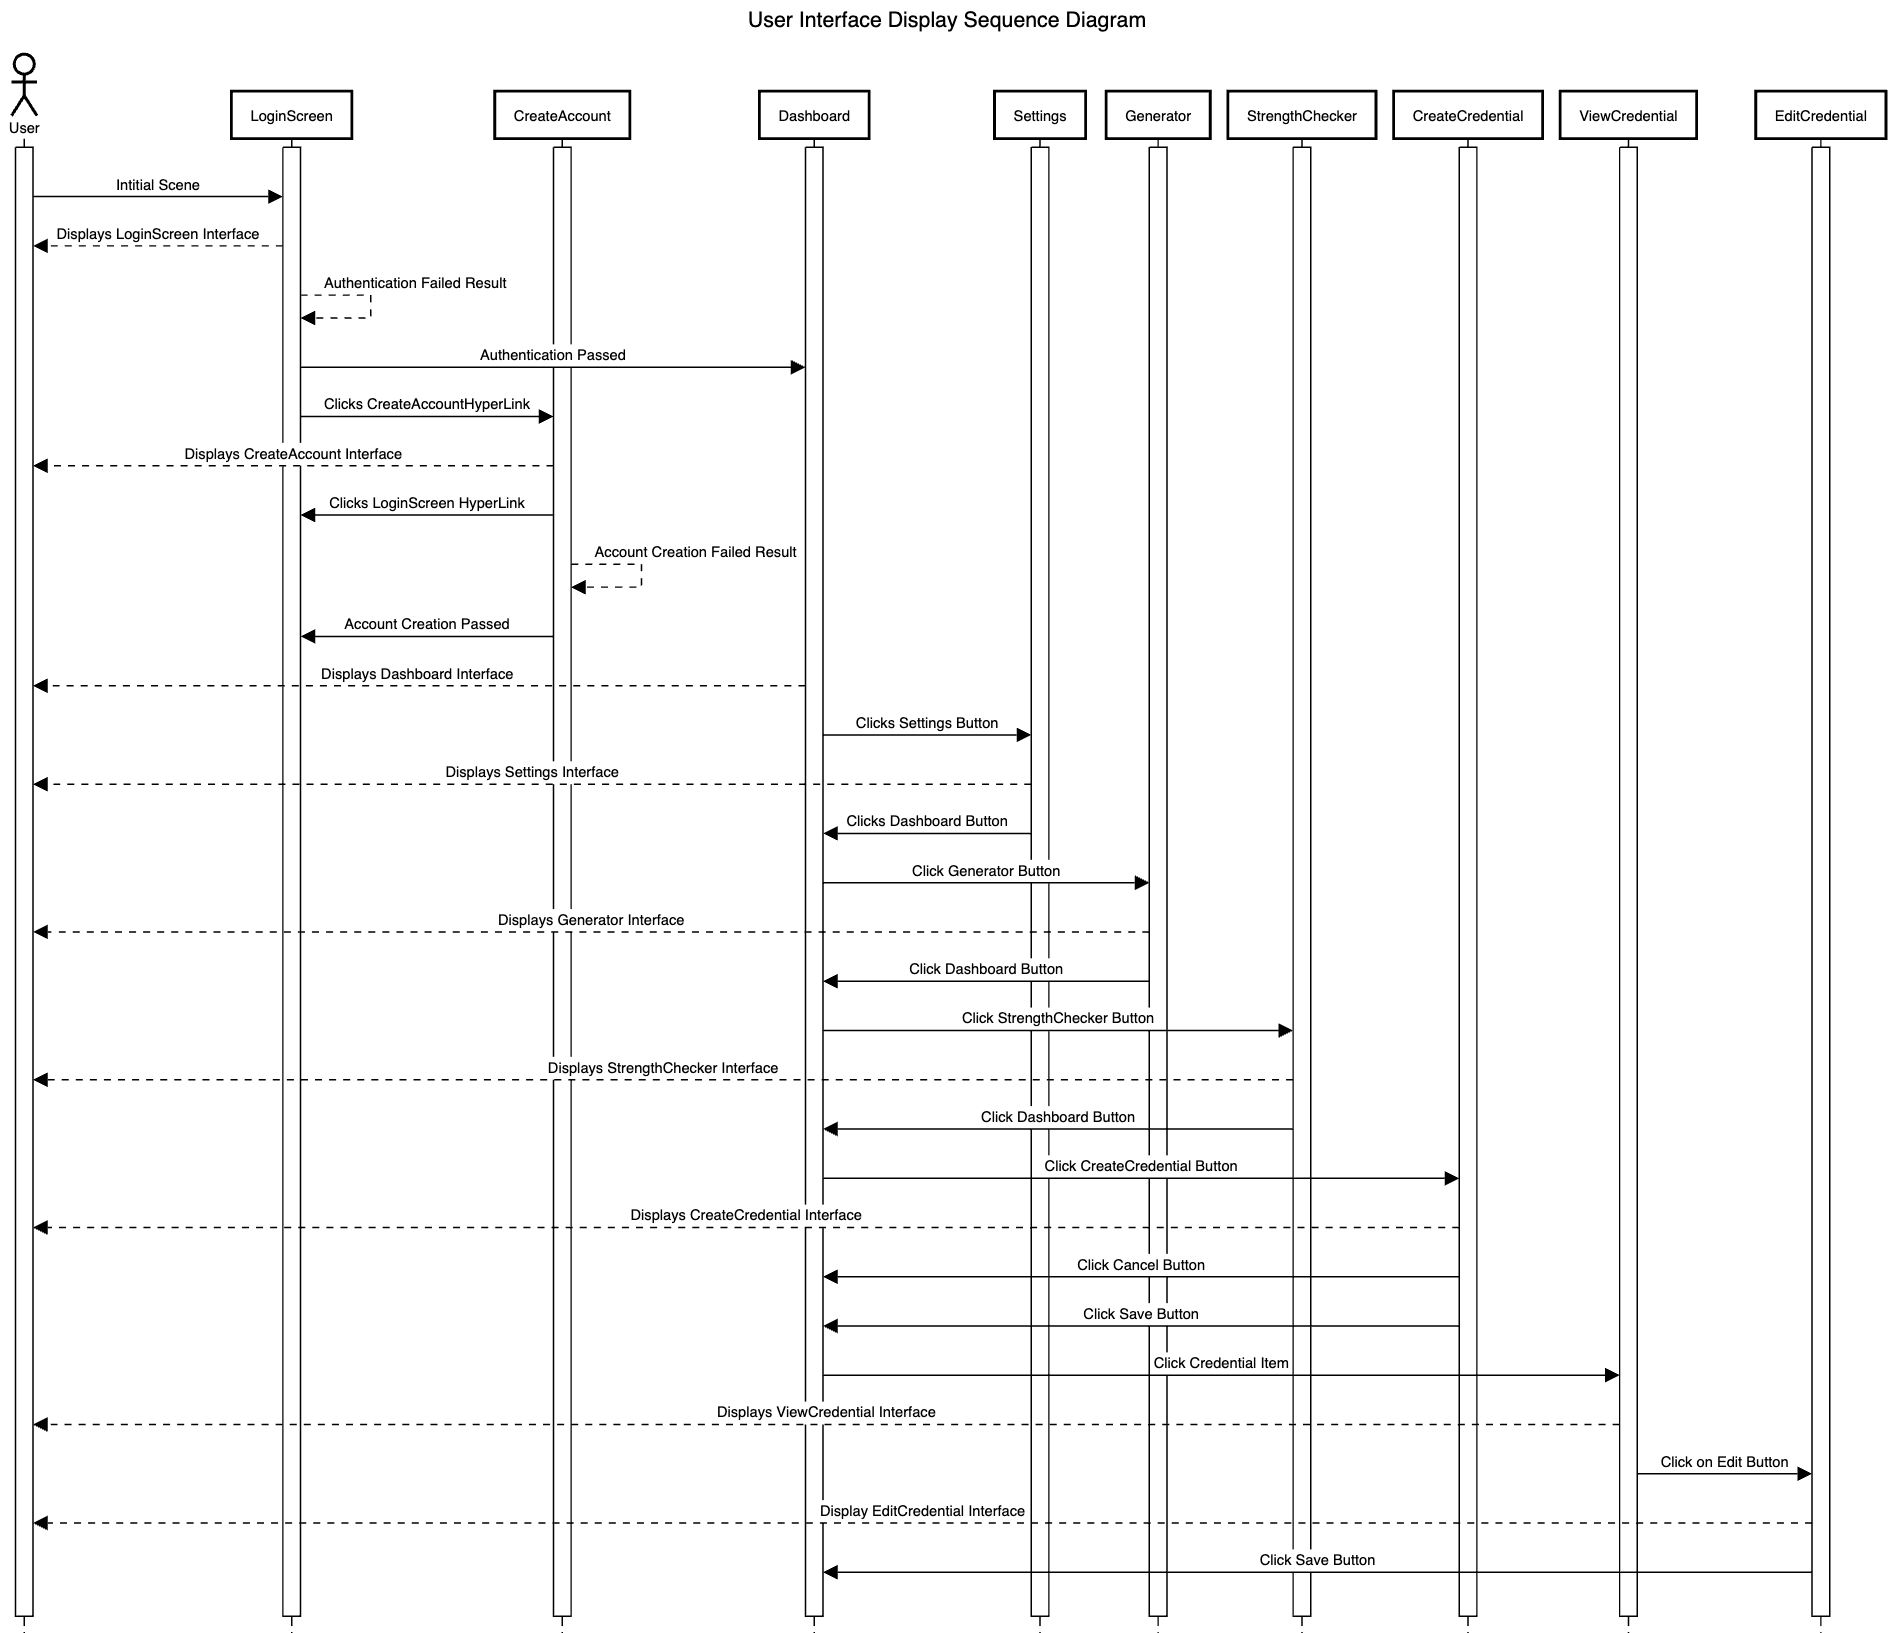 User Interface Display Sequence Diagram
User
LoginScreen
CreateAccount
Dashboard
Settings
Generator
StrengthChecker
CreateCredential
ViewCredential
EditCredential
Intitial Scene
Displays LoginScreen Interface
Authentication Failed Result
Authentication Passed
Clicks CreateAccountHyperLink
Displays CreateAccount Interface
Clicks LoginScreen HyperLink
Account Creation Failed Result
Account Creation Passed
Displays Dashboard Interface
Clicks Settings Button
Displays Settings Interface
Clicks Dashboard Button
Click Generator Button
Displays Generator Interface
Click Dashboard Button
Click StrengthChecker Button
Displays StrengthChecker Interface
Click Dashboard Button
Click CreateCredential Button
Displays CreateCredential Interface
Click Cancel Button
Click Save Button
Click Credential Item
Displays ViewCredential Interface
Click on Edit Button
Display EditCredential Interface
Click Save Button